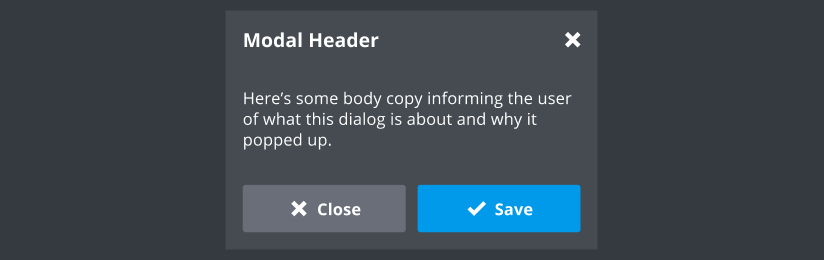 Modal Header
Here’s some body copy informing the user
of what this dialog is about and why it
popped up.
Close
Save